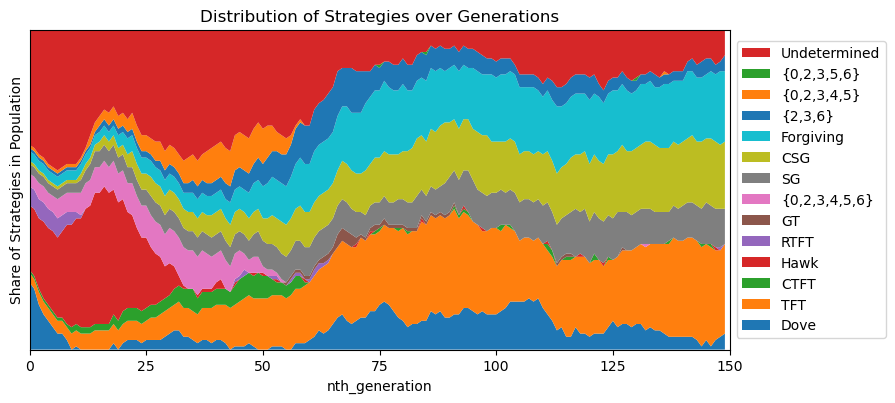 Distribution of Strategies over Generations
Share of Strategies in Population
0
25
50
75
100
125
150
nth_generation
Undetermined
{0,2,3,5,6}
{0,2,3,4,5}
{2,3,6}
Forgiving
CSG
SG
{0,2,3,4,5,6}
GT
RTFT
Hawk
CTFT
TFT
Dove